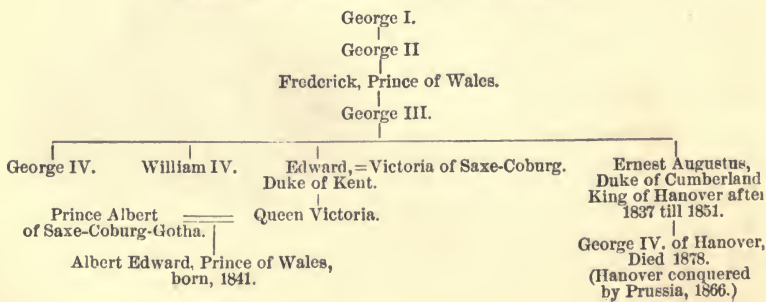 George I.
George II
Frederick, Prince of Wales.
George III.
George IV.
William IV.
Edward, = Victoria of Saxe-Coburg.
Duke of Kent.
Ernest Augustus,
Duke of Cumberland
King of Hanover after
1837 till 1851.
Prince Albert
of Saxe-Coburg-Gotha.
Queen Victoria.
George IV. of Hanover,
Died 1878.
(Hanover conquered
by Prussia, 1866.)
Albert Edward, Prince of Wales,
born, 1841.